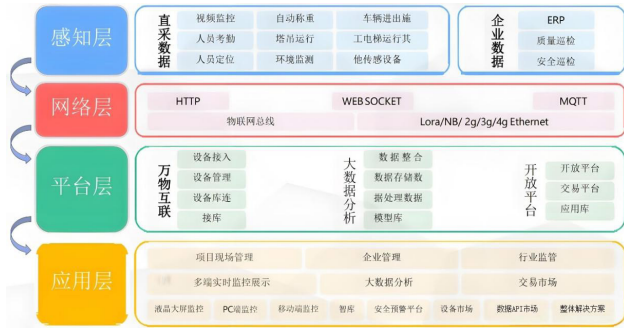 感知层
直采数据
视频监控 自动称重 车辆进出施
人员考勤 塔吊运行 工电梯运行其
人员定位 环境监测 他传感设备
企业数据
ERP
质量巡检
安全巡检
网络层
HTTP WEB SOCKET MQTT
物联网总线 Lora/NB/ 2g/3g/4g Ethernet
平台层
万物互联
设备接入
设备管理
设备库连
接库
大数据分析
数据整合
数据存储数
据处理数据
模型库
开放平台
开放平台
交易平台
应用库
应用层
项目现场管理 企业管理 行业监管
多端实时监控展示 大数据分析 交易市场
液晶大屏监控 PC端监控 移动端监控 智库 安全预警平台 设备市场 数据API市场 整体解决方案